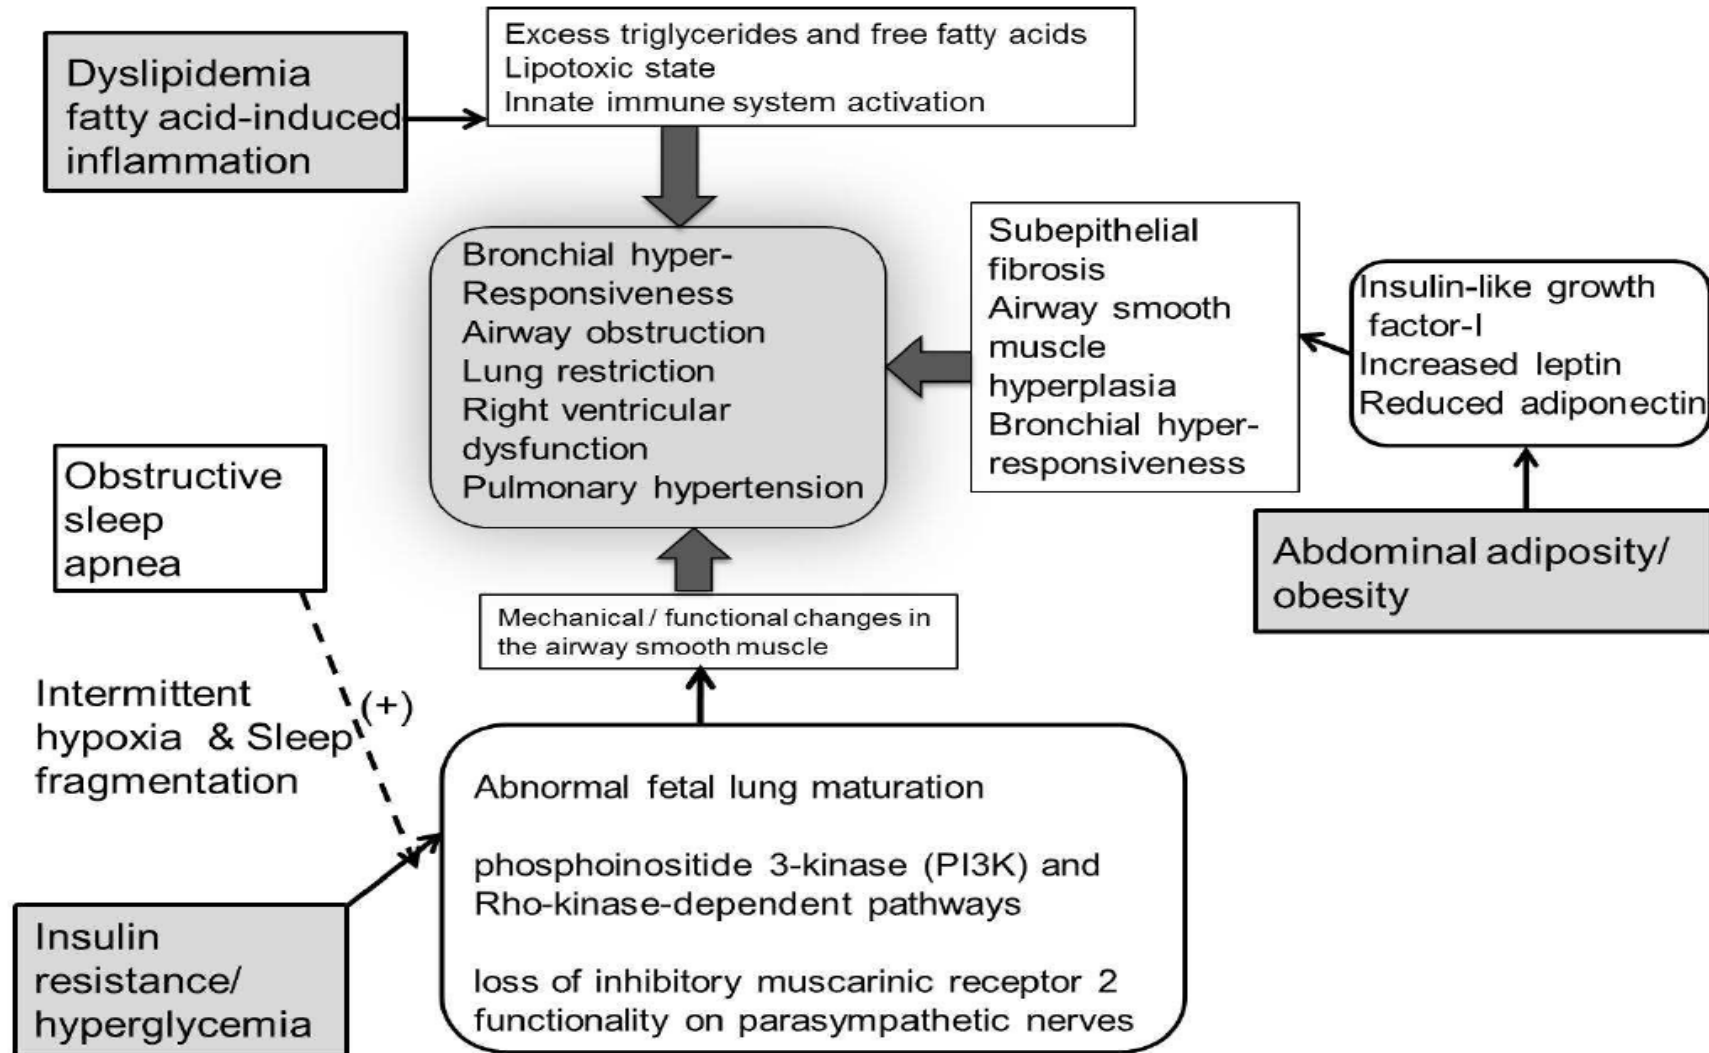 Dyslipidemia
fatty acid-induced
inflammation
Excess triglycerides and free fatty acids
Lipotoxic state
Innate immune system activation
Bronchial hyper-
Responsiveness
Airway obstruction
Lung restriction
Right ventricular
dysfunction
Pulmonary hypertension
Subepithelial
fibrosis
Airway smooth
muscle
hyperplasia
Bronchial hyper-
responsiveness
Insulin-like growth
factor-I
Increased leptin
Reduced adiponectin
Abdominal adiposity/
obesity
Obstructive
sleep
apnea
Intermittent
hypoxia & Sleep
fragmentation
(+)
Mechanical / functional changes in
the airway smooth muscle
Abnormal fetal lung maturation
phosphoinositide 3-kinase (PI3K) and
Rho-kinase-dependent pathways
loss of inhibitory muscarinic receptor 2
functionality on parasympathetic nerves
Insulin
resistance/
hyperglycemia